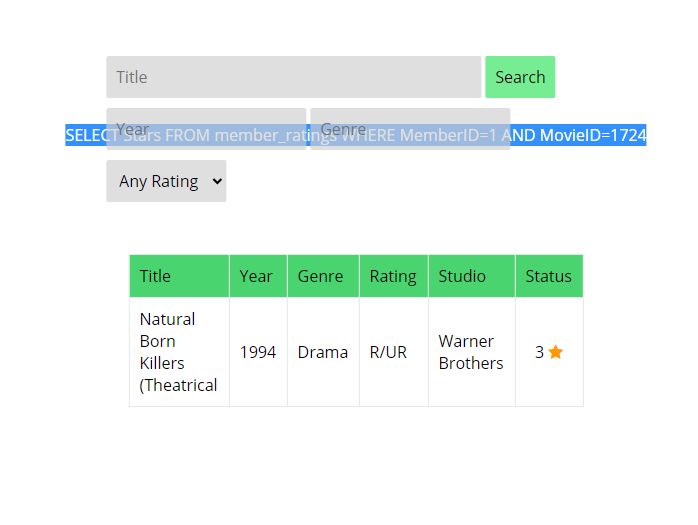 Title
Search
Year
Genre
SELECT Stars FROM member_ratings WHERE MemberID=1 AND MovieID=1724
Any Rating
Title Year Genre Rating Studio Status
Natural
Born
Killers
(Theatrical
1994
Drama
R/UR
Warner
Brothers
3